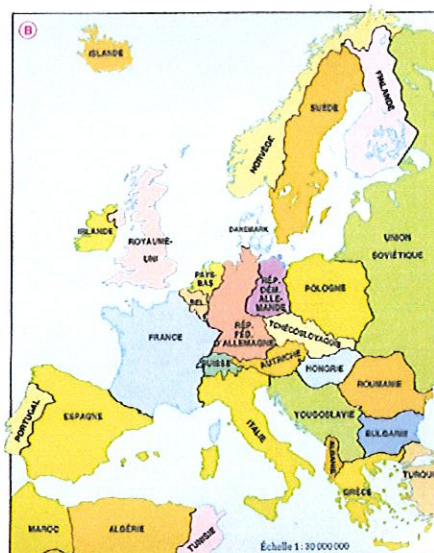 B
ISLANDE
FINLANDE
SUÈDE
NORVÈGE
DANEMARK
IRLANDE
ROYAUME-
UNI
UNION
SOVIÉTIQUE
PAYS-
BAS
BEL.
RÉP.
DÉM.
ALLE-
MANDE
POLOGNE
RÉP.
FÉD.
D'ALLEMAGNE
TCHÉCOSLOVAQUIE
FRANCE
SUISSE
AUTRICHE
HONGRIE
ROUMANIE
YOUGOSLAVIE
BULGARIE
ITALIE
ALBANIE
GRÈCE
TURQUI
PORTUGAL
ESPAGNE
MAROC
ALGÉRIE
TUNISIE
Échelle 1 : 30 000 000